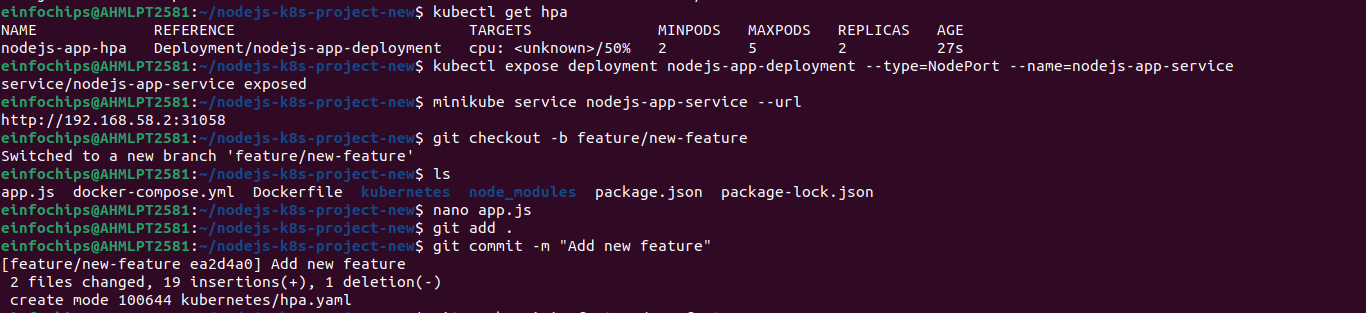 einfochips@AHMLPT2581:~/nodejs-k8s-project-new$ kubectl get hpa
NAME             REFERENCE                          TARGETS              MINPODS   MAXPODS   REPLICAS   AGE
nodejs-app-hpa   Deployment/nodejs-app-deployment   cpu: <unknown>/50%   2         5         2          27s
einfochips@AHMLPT2581:~/nodejs-k8s-project-new$ kubectl expose deployment nodejs-app-deployment --type=NodePort --name=nodejs-app-service
service/nodejs-app-service exposed
einfochips@AHMLPT2581:~/nodejs-k8s-project-new$ minikube service nodejs-app-service --url
http://192.168.58.2:31058
einfochips@AHMLPT2581:~/nodejs-k8s-project-new$ git checkout -b feature/new-feature
Switched to a new branch 'feature/new-feature'
einfochips@AHMLPT2581:~/nodejs-k8s-project-new$ ls
app.js  docker-compose.yml  Dockerfile  kubernetes  node_modules  package.json  package-lock.json
einfochips@AHMLPT2581:~/nodejs-k8s-project-new$ nano app.js
einfochips@AHMLPT2581:~/nodejs-k8s-project-new$ git add .
einfochips@AHMLPT2581:~/nodejs-k8s-project-new$ git commit -m "Add new feature"
[feature/new-feature ea2d4a0] Add new feature
 2 files changed, 19 insertions(+), 1 deletion(-)
 create mode 100644 kubernetes/hpa.yaml